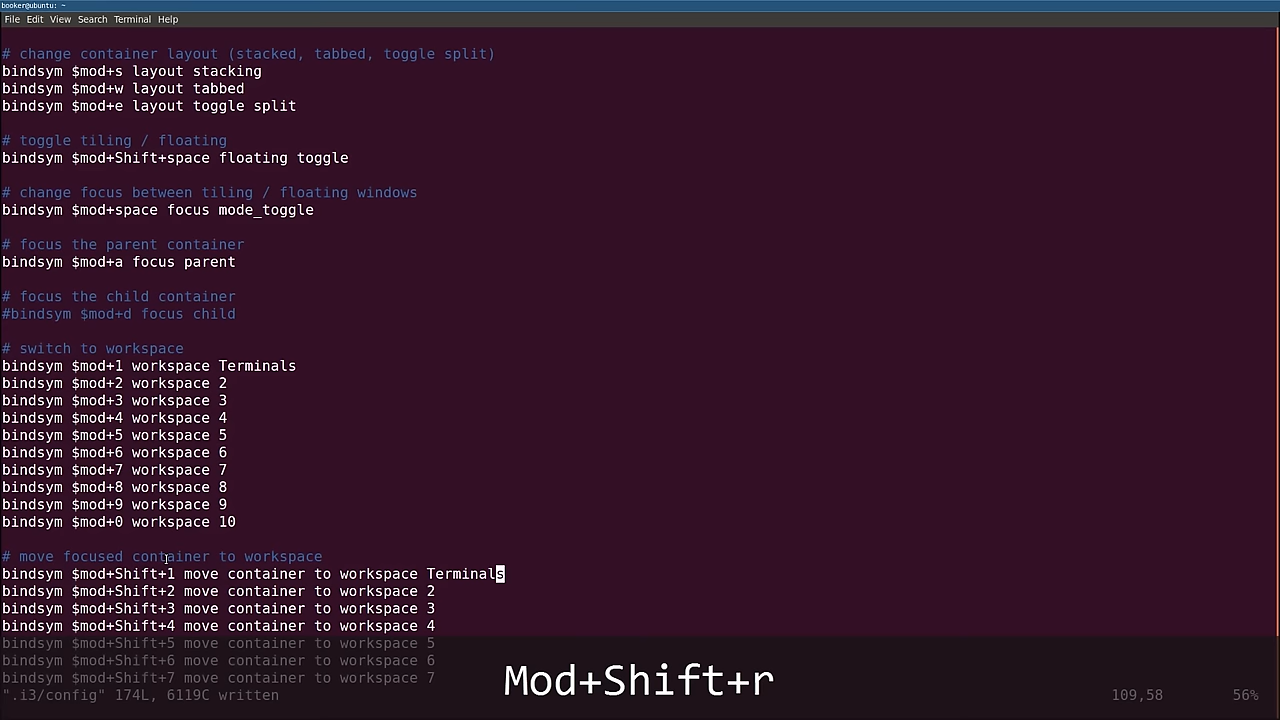 booker@ubuntu: ~
File Edit View Search Terminal Help
# change container layout (stacked, tabbed, toggle split)
bindsym $mod+s layout stacking
bindsym $mod+w layout tabbed
bindsym $mod+e layout toggle split
# toggle tiling / floating
bindsym $mod+Shift+space floating toggle
# change focus between tiling / floating windows
bindsym $mod+space focus mode_toggle
# focus the parent container
bindsym $mod+a focus parent
# focus the child container
#bindsym $mod+d focus child
# switch to workspace
bindsym $mod+1 workspace Terminals
bindsym $mod+2 workspace 2
bindsym $mod+3 workspace 3
bindsym $mod+4 workspace 4
bindsym $mod+5 workspace 5
bindsym $mod+6 workspace 6
bindsym $mod+7 workspace 7
bindsym $mod+8 workspace 8
bindsym $mod+9 workspace 9
bindsym $mod+0 workspace 10
# move focused container to workspace
bindsym $mod+Shift+1 move container to workspace Terminals
bindsym $mod+Shift+2 move container to workspace 2
bindsym $mod+Shift+3 move container to workspace 3
bindsym $mod+Shift+4 move container to workspace 4
bindsym $mod+Shift+5 move container to workspace 5
bindsym $mod+Shift+6 move container to workspace 6
bindsym $mod+Shift+7 move container to workspace 7
Mod+Shift+r
".i3/config" 174L, 6119C written 109,58 56%